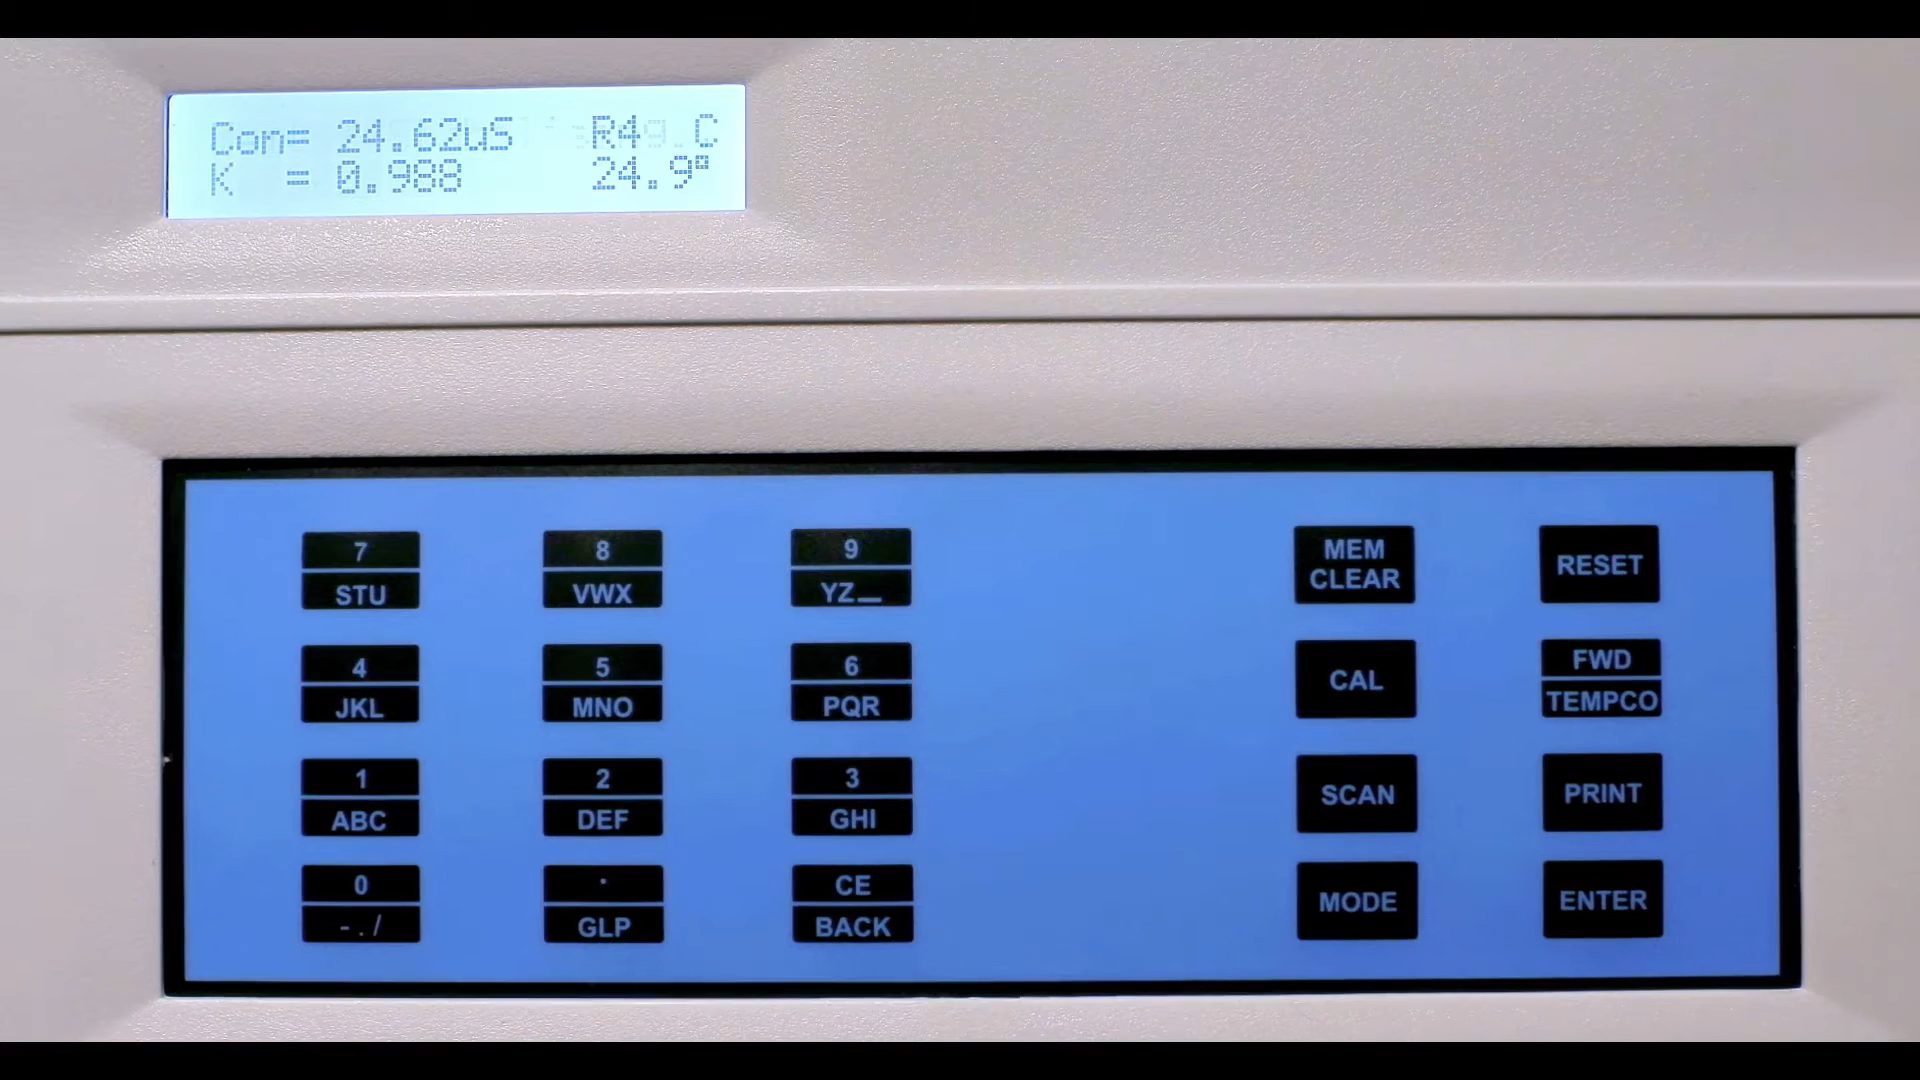 Con= 24.62uS R4 C
K = 0.988 24.9°
7 8 9 MEM CLEAR RESET
STU VWX YZ_
4 5 6 CAL FWD
JKL MNO PQR TEMPCO
1 2 3 SCAN PRINT
ABC DEF GHI
0 . CE MODE ENTER
- . / GLP BACK